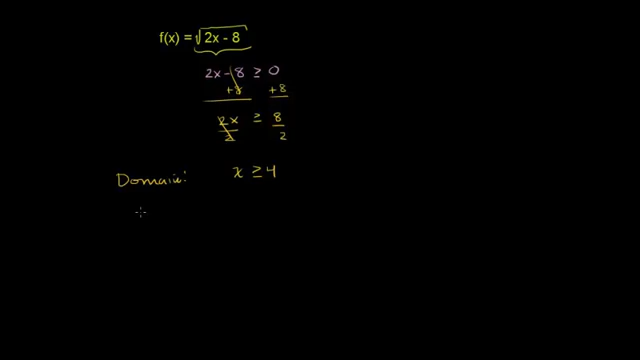 f(x) = √2x - 8
2x - 8 ≥ 0
+8 +8
2x ≥ 8
2 2
Domain: x ≥ 4